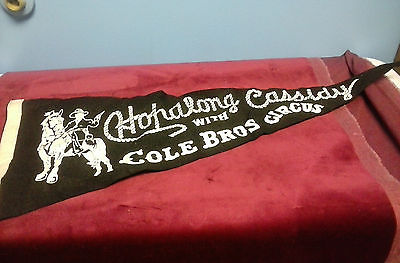 Hopalong Cassidy
WITH
COLE BROS CIRCUS